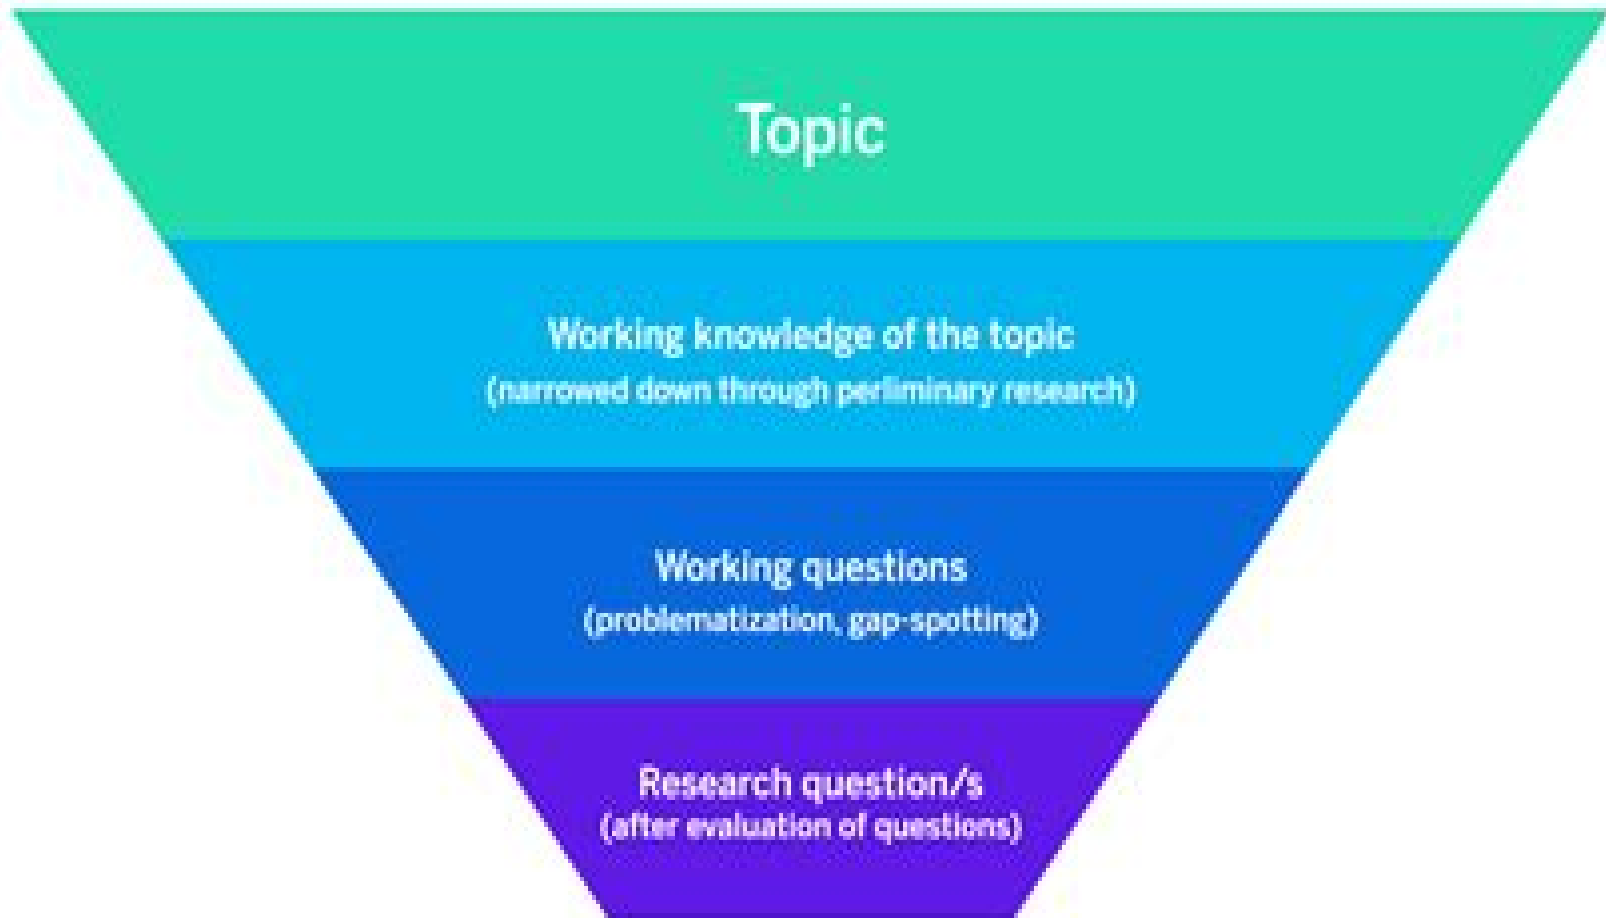 Topic
Working knowledge of the topic
(narrowed down through perliminary research)
Working questions
(problematization, gap-spotting)
Research question/s
(after evaluation of questions)